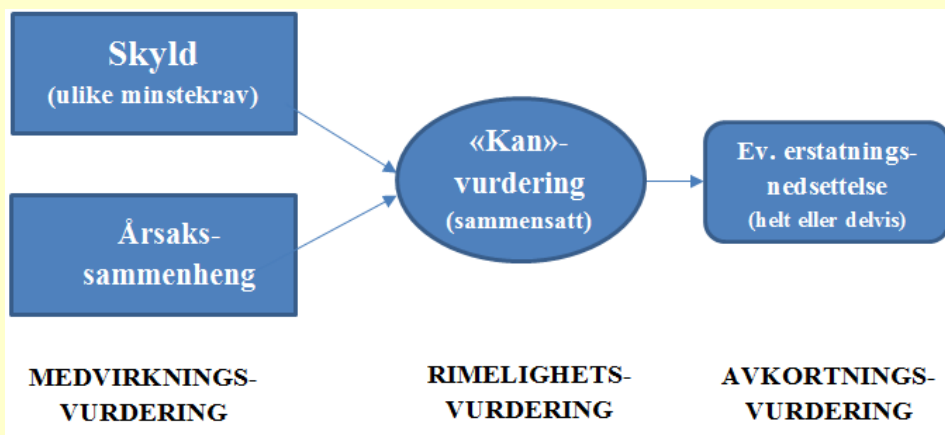 Skyld
(ulike minstekrav)
Årsaks-
sammenheng
«Kan»-
vurdering
(sammensatt)
Ev. erstatnings-
nedsettelse
(helt eller delvis)
MEDVIRKNINGS-
VURDERING
RIMELIGHETS-
VURDERING
AVKORTNINGS-
VURDERING